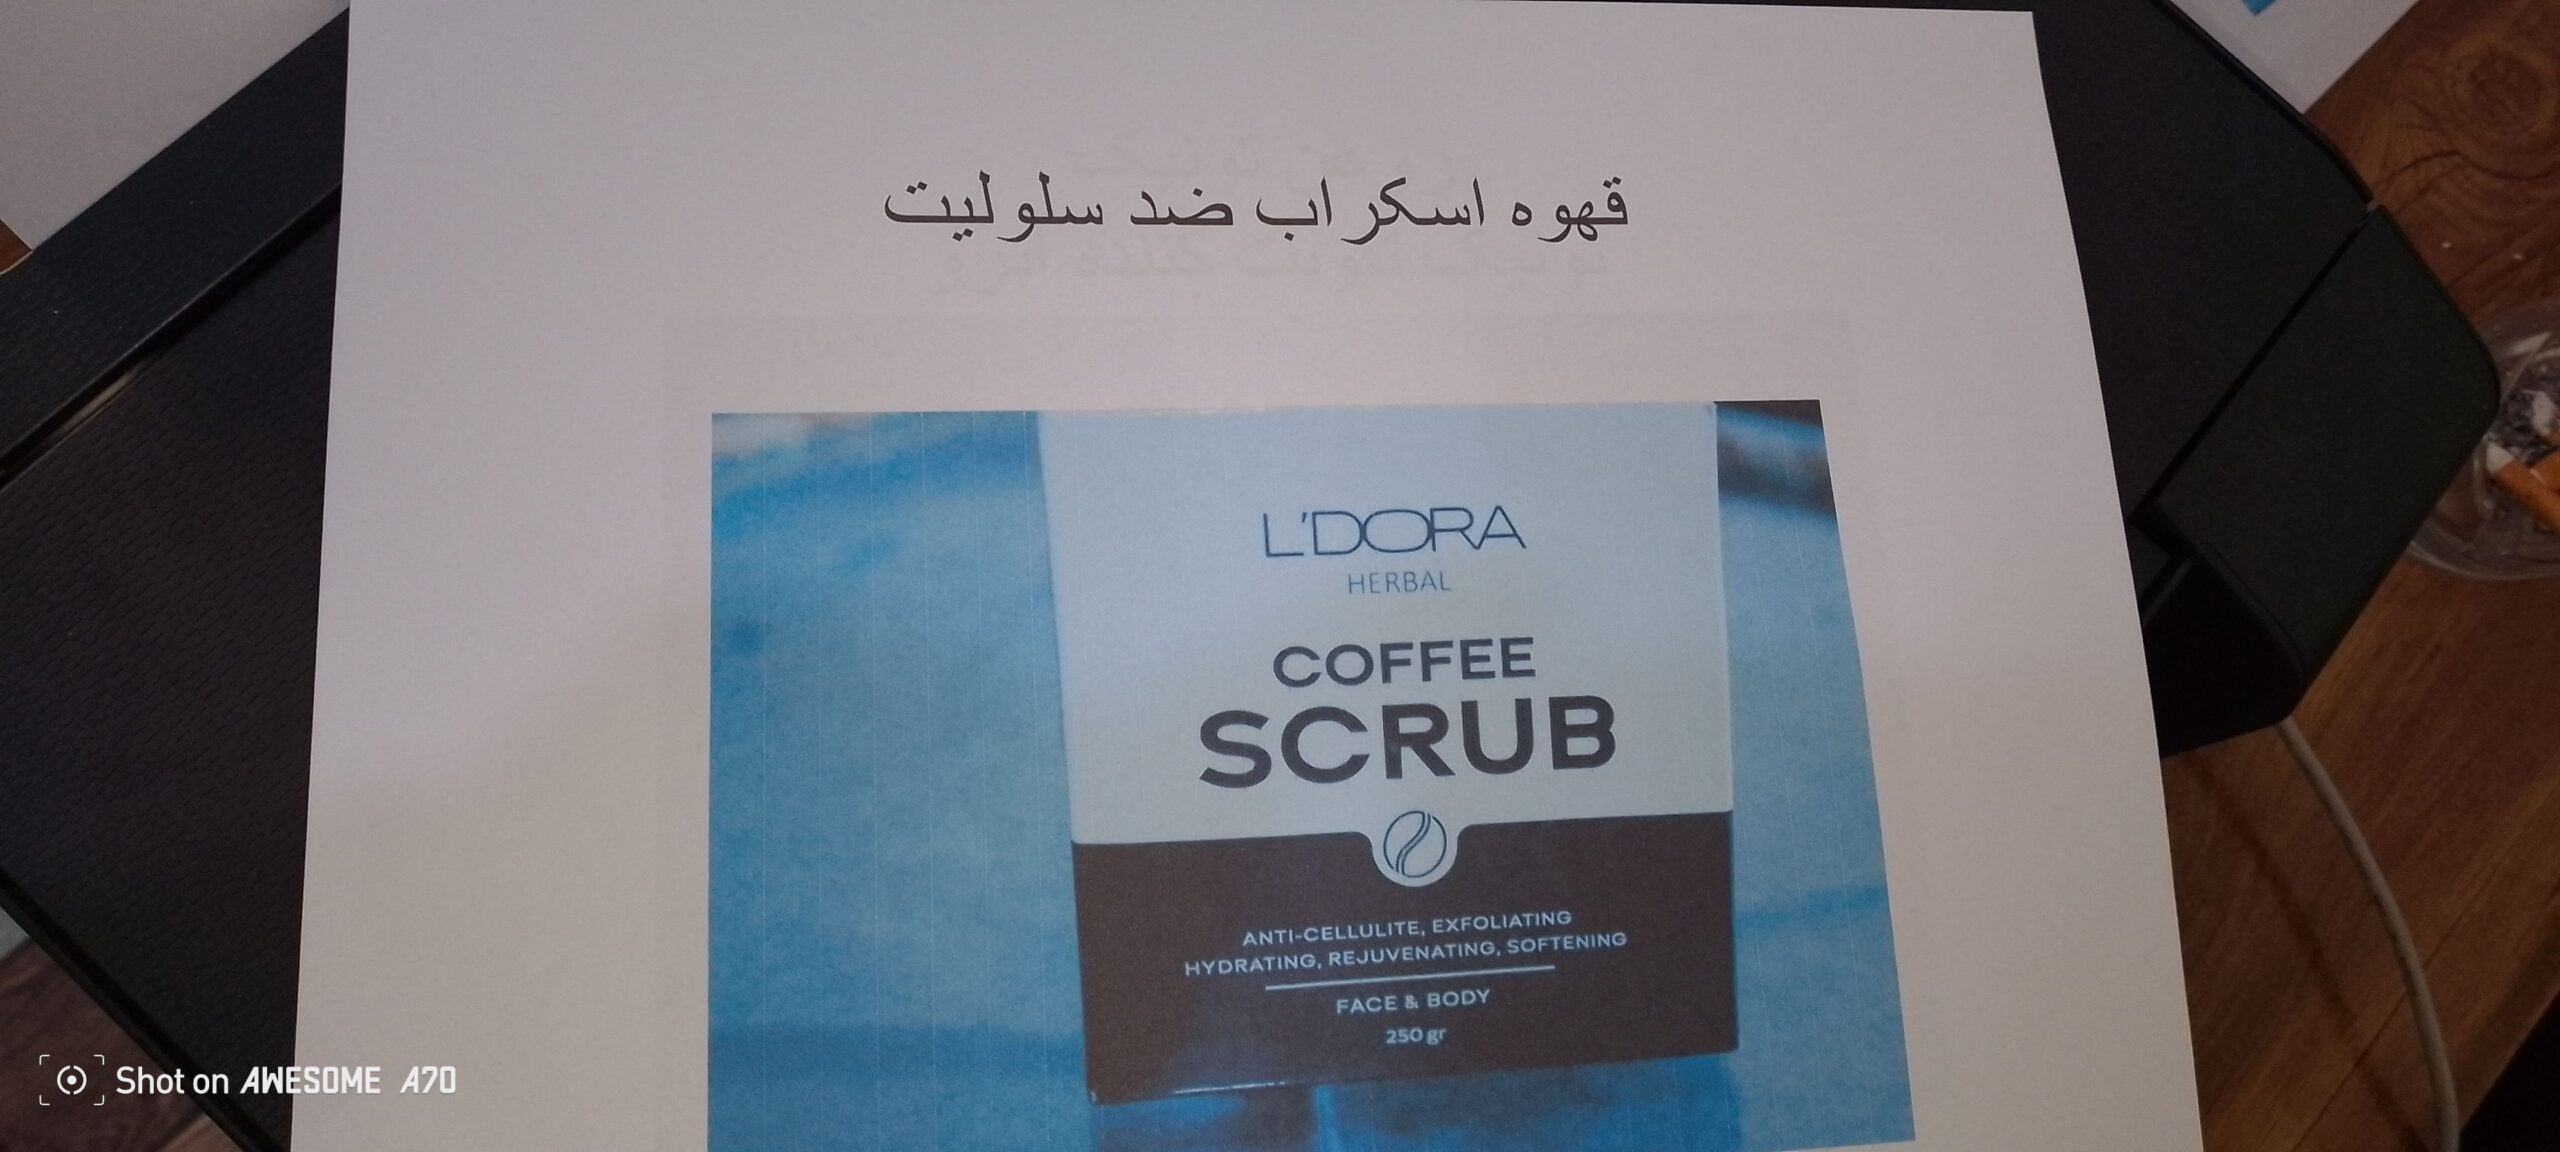 قهوه اسکراب ضد سلولیت
L'DORA
HERBAL
COFFEE
SCRUB
ANTI-CELLULITE, EXFOLIATING
HYDRATING, REJUVENATING, SOFTENING
FACE & BODY
250 gr
Shot on AWESOME A70